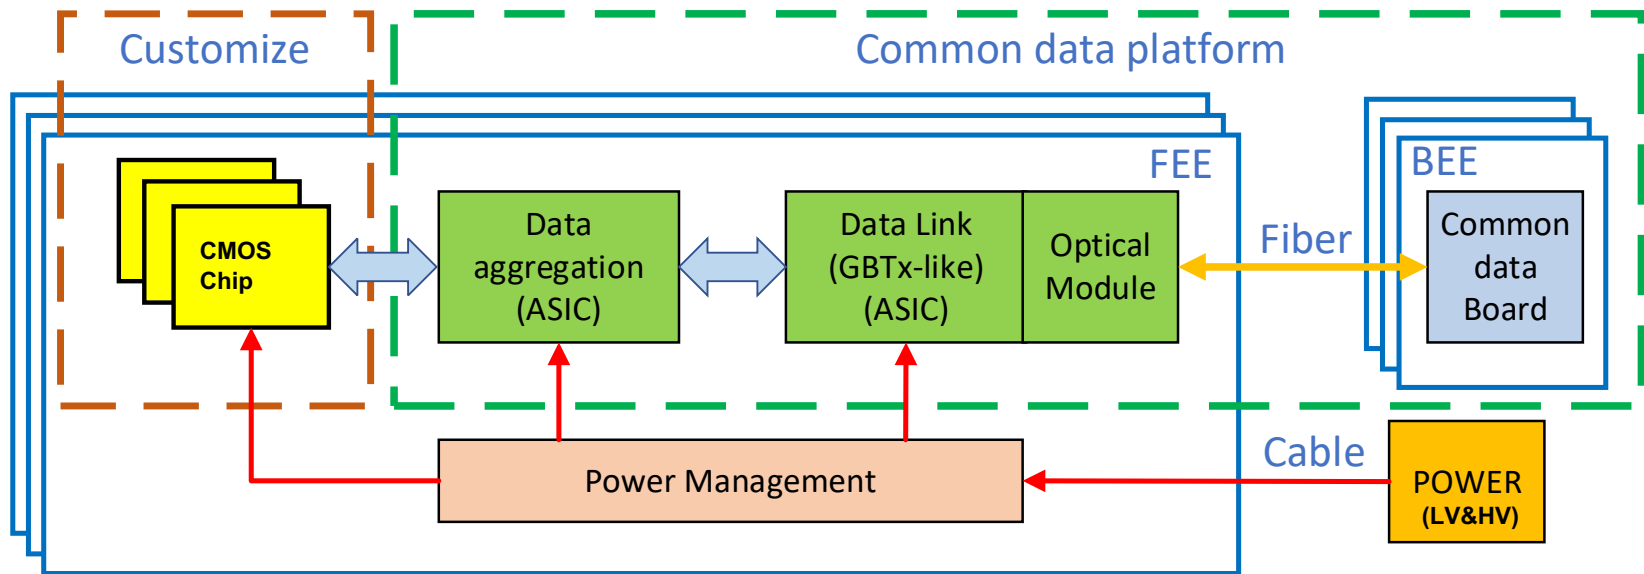 Customize
Common data platform
FEE
BEE
CMOS
Chip
Data
aggregation
(ASIC)
Data Link
(GBTx-like)
(ASIC)
Optical
Module
Fiber
Common
data
Board
Power Management
Cable
POWER
(LV&HV)